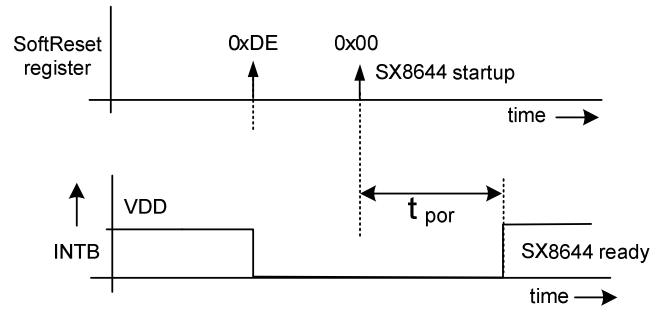 SoftReset
register
0xDE
0x00
SX8644 startup
time
VDD
INTB
t por
SX8644 ready
time